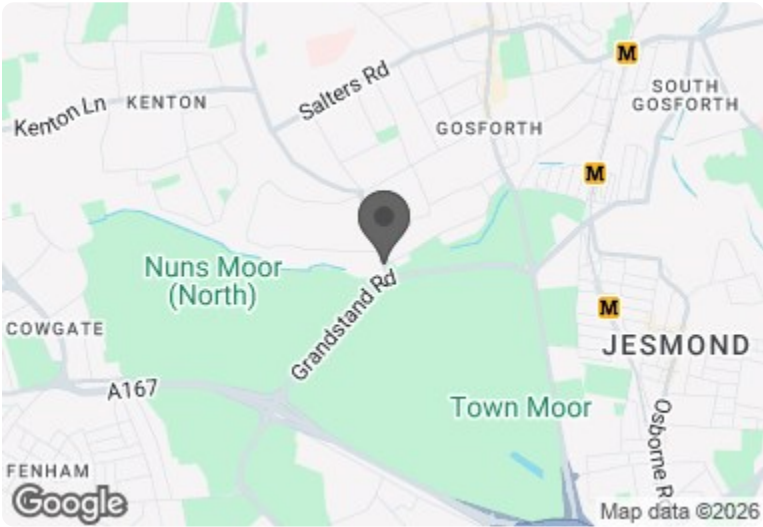 M
Salters Rd
SOUTH
GOSFORTH
Kenton Ln
KENTON
GOSFORTH
M
Nuns Moor
(North)
Grandstand Rd
M
COWGATE
JESMOND
A167
Town Moor
Osborne Rd
FENHAM
Google
Map data ©2026